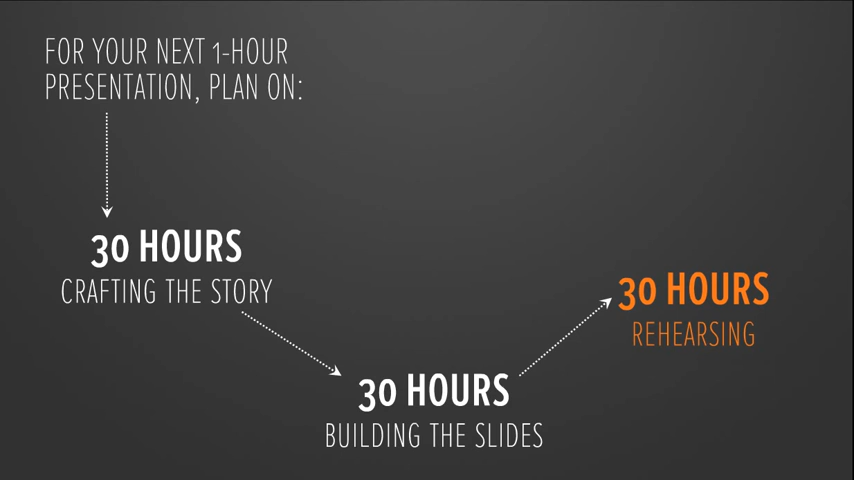 FOR YOUR NEXT 1-HOUR
PRESENTATION, PLAN ON:
30 HOURS
CRAFTING THE STORY
30 HOURS
BUILDING THE SLIDES
30 HOURS
REHEARSING